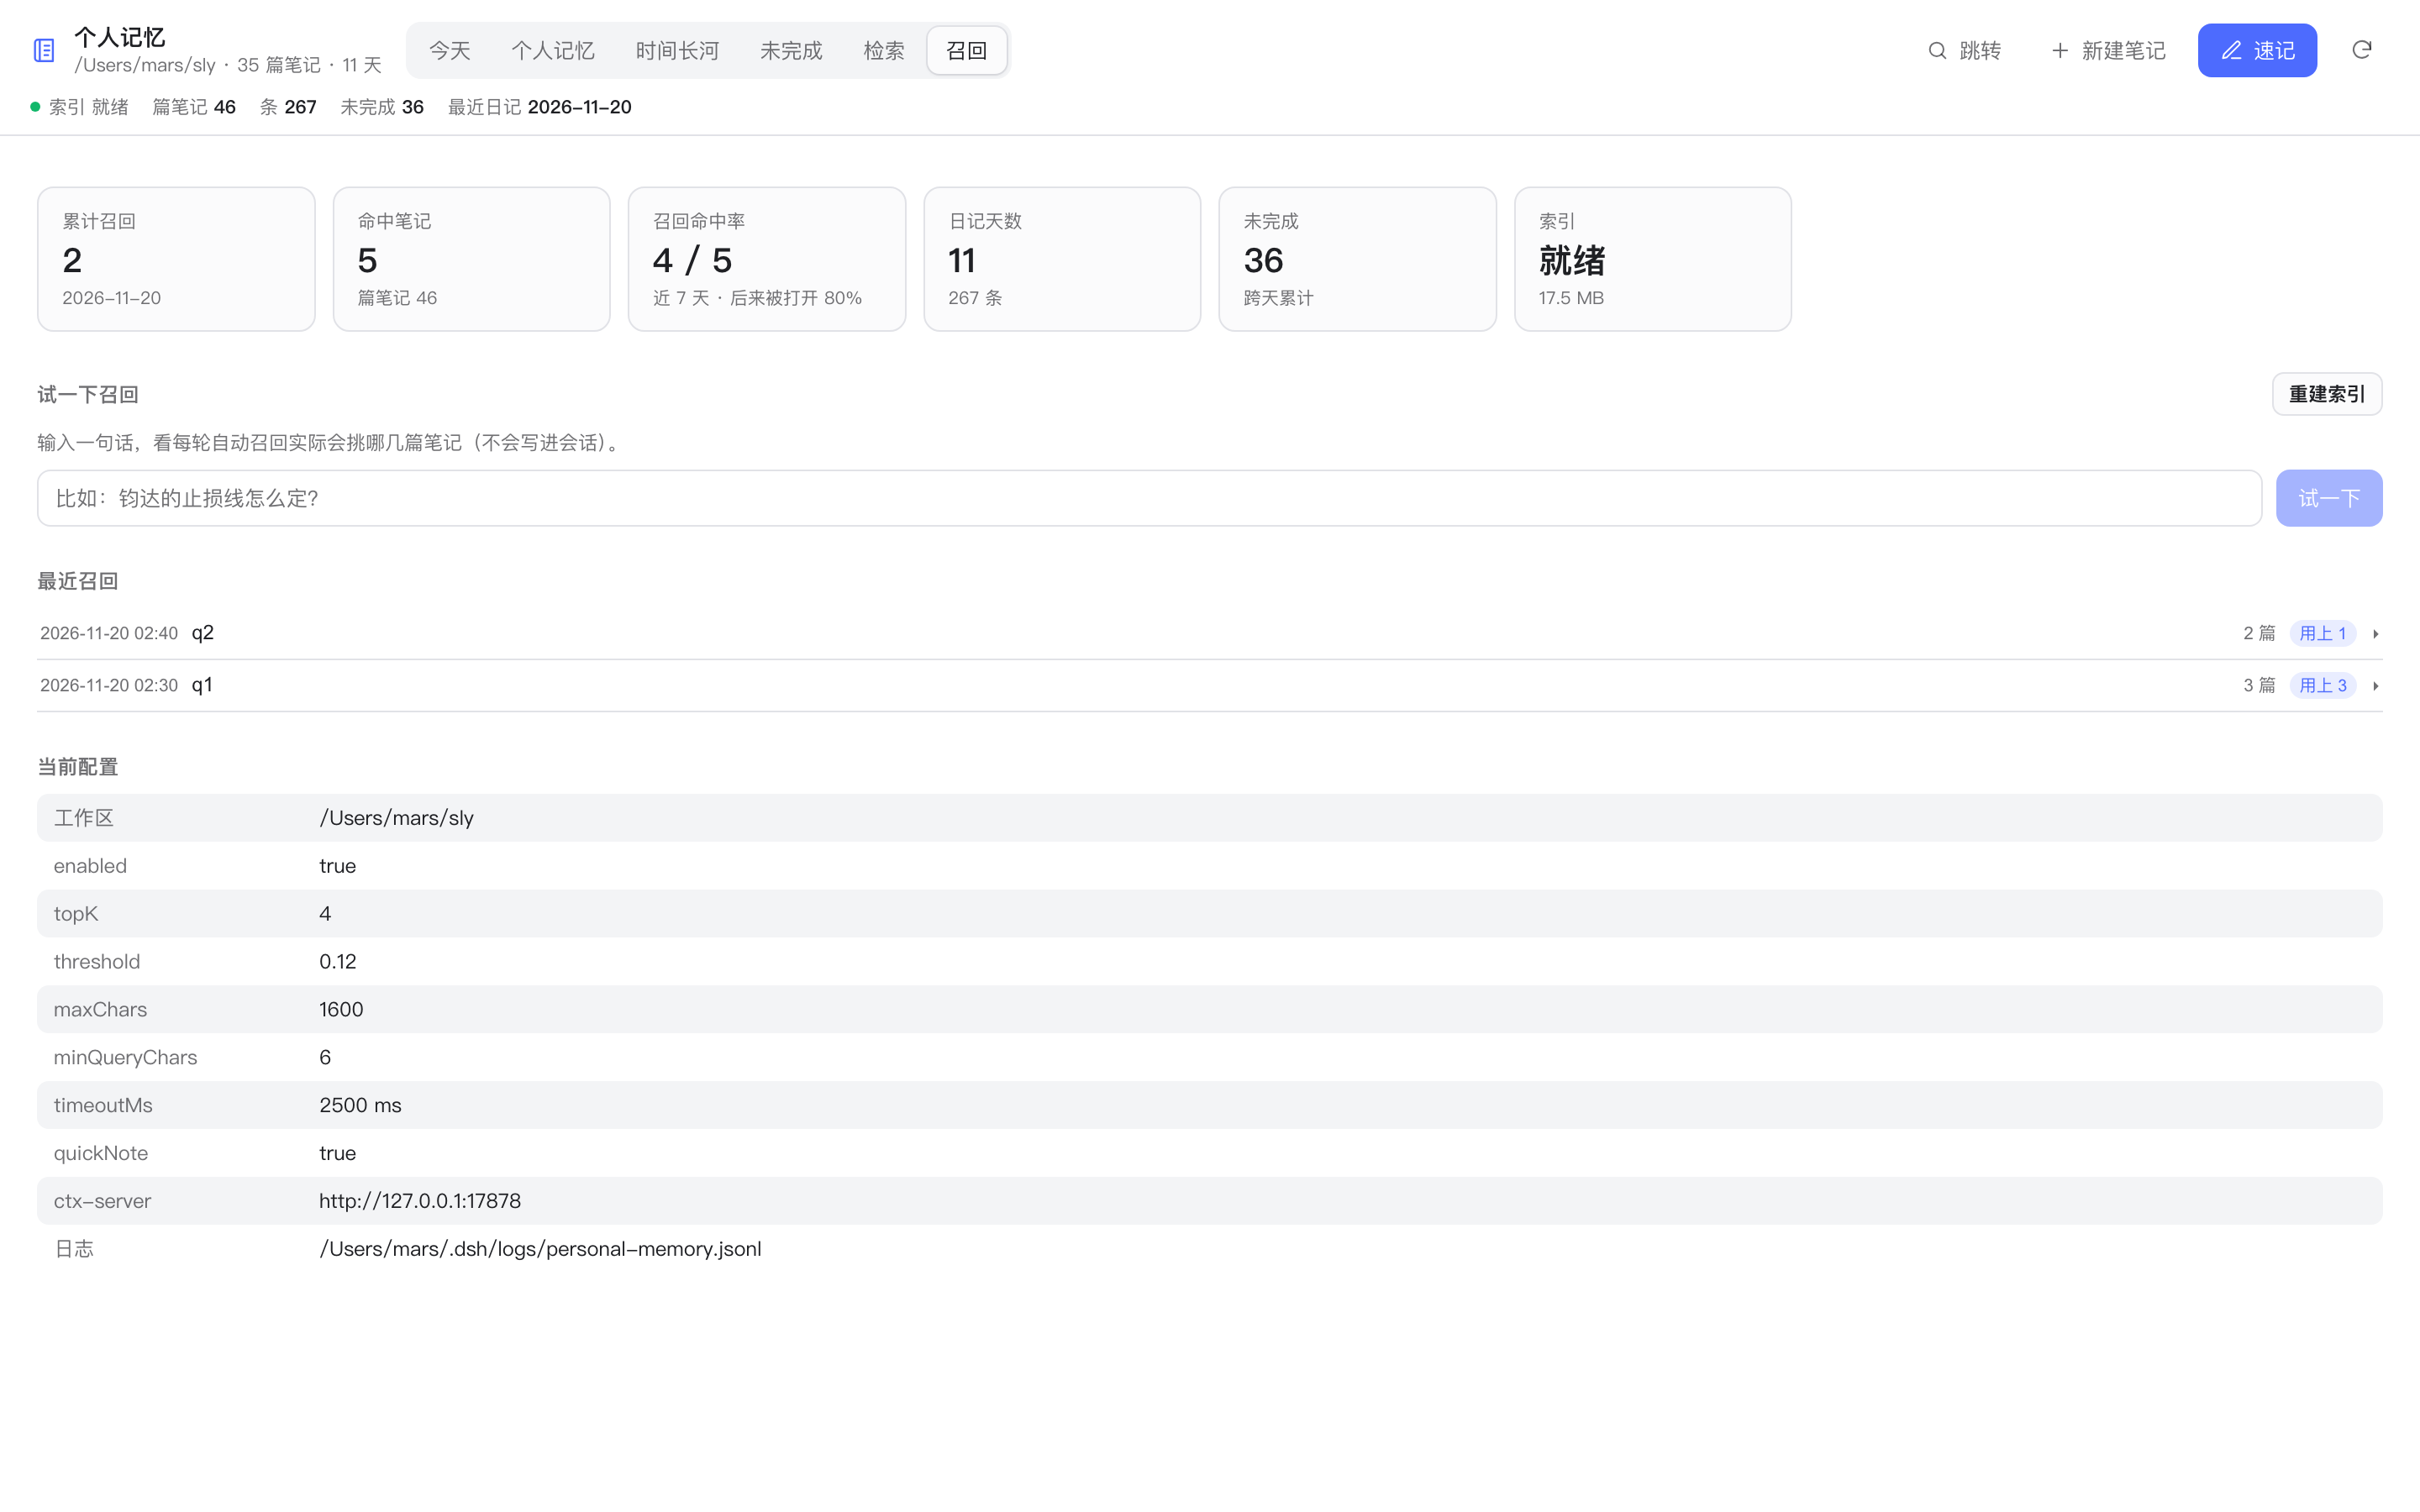 个人记忆
/Users/mars/sly · 35 篇笔记 · 11 天
今天 个人记忆 时间长河 未完成 检索 召回
跳转 新建笔记 速记
索引 就绪 篇笔记 46 条 267 未完成 36 最近日记 2026-11-20
累计召回
2
2026-11-20
命中笔记
5
篇笔记 46
召回命中率
4 / 5
近 7 天 · 后来被打开 80%
日记天数
11
267 条
未完成
36
跨天累计
索引
就绪
17.5 MB
试一下召回
重建索引
输入一句话，看每轮自动召回实际会挑哪几篇笔记（不会写进会话）。
比如：钧达的止损线怎么定?
试一下
最近召回
2026-11-20 02:40 q2 2 篇 用上 1
2026-11-20 02:30 q1 3 篇 用上 3
当前配置
工作区 /Users/mars/sly
enabled true
topK 4
threshold 0.12
maxChars 1600
minQueryChars 6
timeoutMs 2500 ms
quickNote true
ctx-server http://127.0.0.1:17878
日志 /Users/mars/.dsh/logs/personal-memory.jsonl